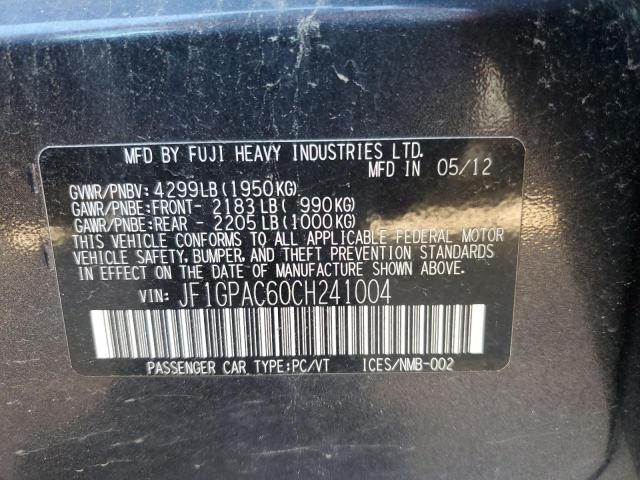 MFD BY FUJI HEAVY INDUSTRIES LTD.
MFD IN 05/12
GVWR/PNBV: 4299LB(1950KG)
GAWR/PNBE:FRONT- 2183LB( 990KG)
GAWR/PNBE:REAR - 2205LB(1000KG)
THIS VEHICLE CONFORMS TO ALL APPLICABLE FEDERAL MOTOR
VEHICLE SAFETY, BUMPER, AND THEFT PREVENTION STANDARDS
IN EFFECT ON THE DATE OF MANUFACTURE SHOWN ABOVE.
VIN: JF1GPAC60CH241004
PASSENGER CAR TYPE:PC/VT ICES/NMB-002